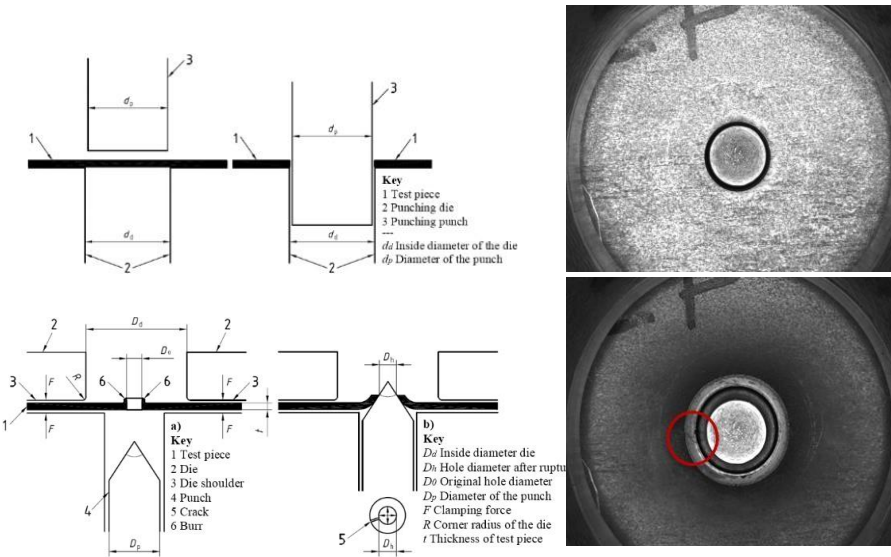 3
dp
1
3
dp
1
1
Key
1 Test piece
2 Punching die
3 Punching punch
---
dd Inside diameter of the die
dp Diameter of the punch
dd
dd
2
2
2
Dd
2
De
3
R
F
6
6
F
3
1
F
F
t
a)
Key
1 Test piece
2 Die
3 Die shoulder
4 Punch
5 Crack
6 Burr
4
Dp
Dh
b)
Key
Dd Inside diameter die
Dh Hole diameter after ruptu
D0 Original hole diameter
Dp Diameter of the punch
F Clamping force
R Corner radius of the die
t Thickness of test piece
5
Dh